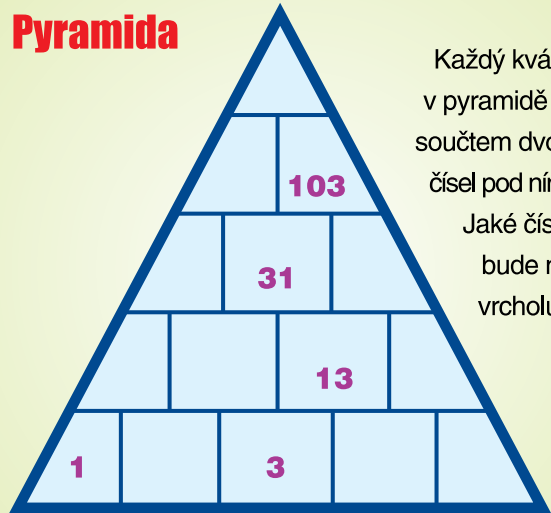 Pyramida
Každý kvá
v pyramidě
součtem dvo
čísel pod ní
Jaké čís
bude
vrcholu
103
31
13
1 3